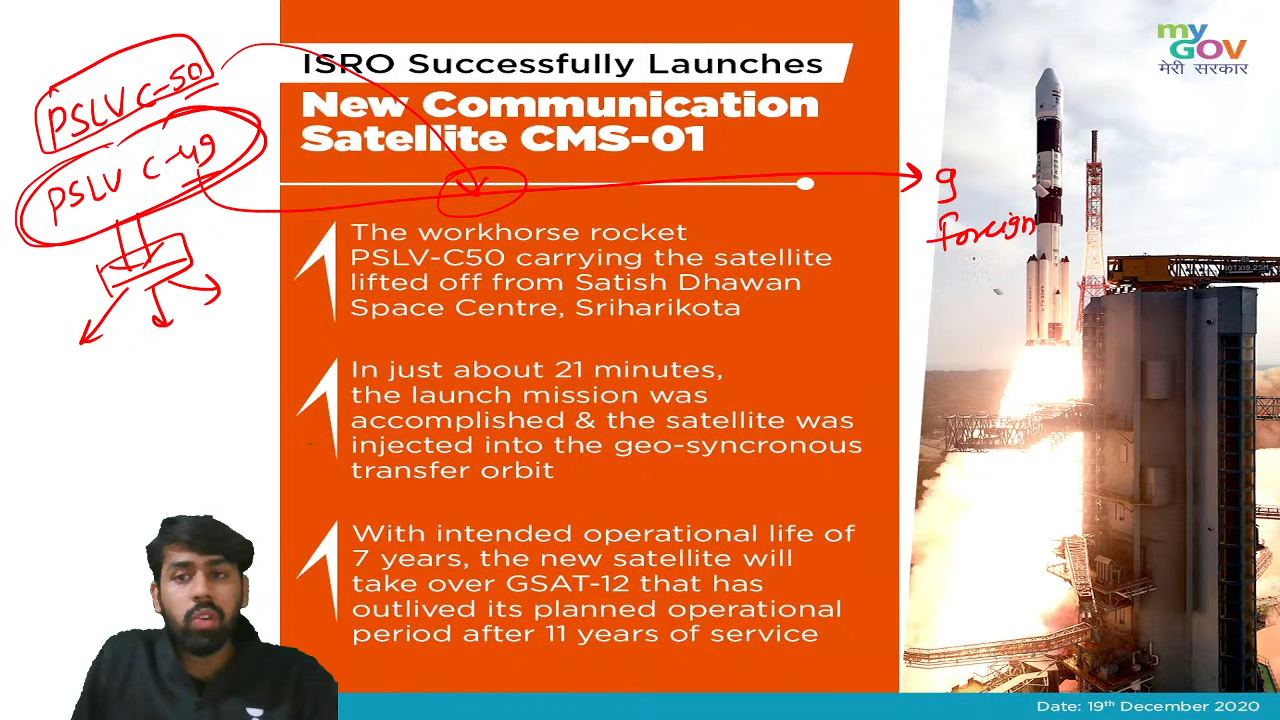 PSLV C-50
PSLV C-49
ISRO Successfully Launches
New Communication
Satellite CMS-01
my
GOV
मेरी सरकार
9
foreign
The workhorse rocket
PSLV-C50 carrying the satellite
lifted off from Satish Dhawan
Space Centre, Sriharikota
In just about 21 minutes,
the launch mission was
accomplished & the satellite was
injected into the geo-syncronous
transfer orbit
With intended operational life of
7 years, the new satellite will
take over GSAT-12 that has
outlived its planned operational
period after 11 years of service
Date: 19th December 2020